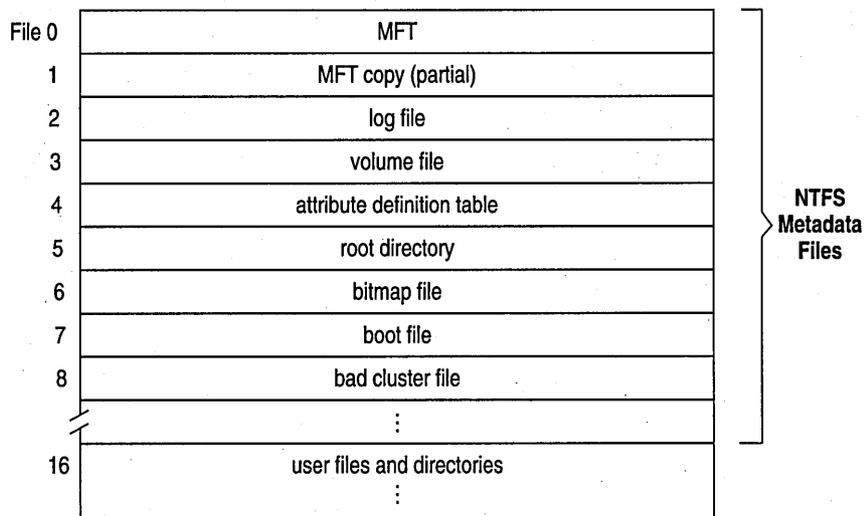 File 0 MFT
1 MFT copy (partial)
2 log file
3 volume file
4 attribute definition table
5 root directory
6 bitmap file
7 boot file
8 bad cluster file
⋮
16 user files and directories
⋮
NTFS
Metadata
Files